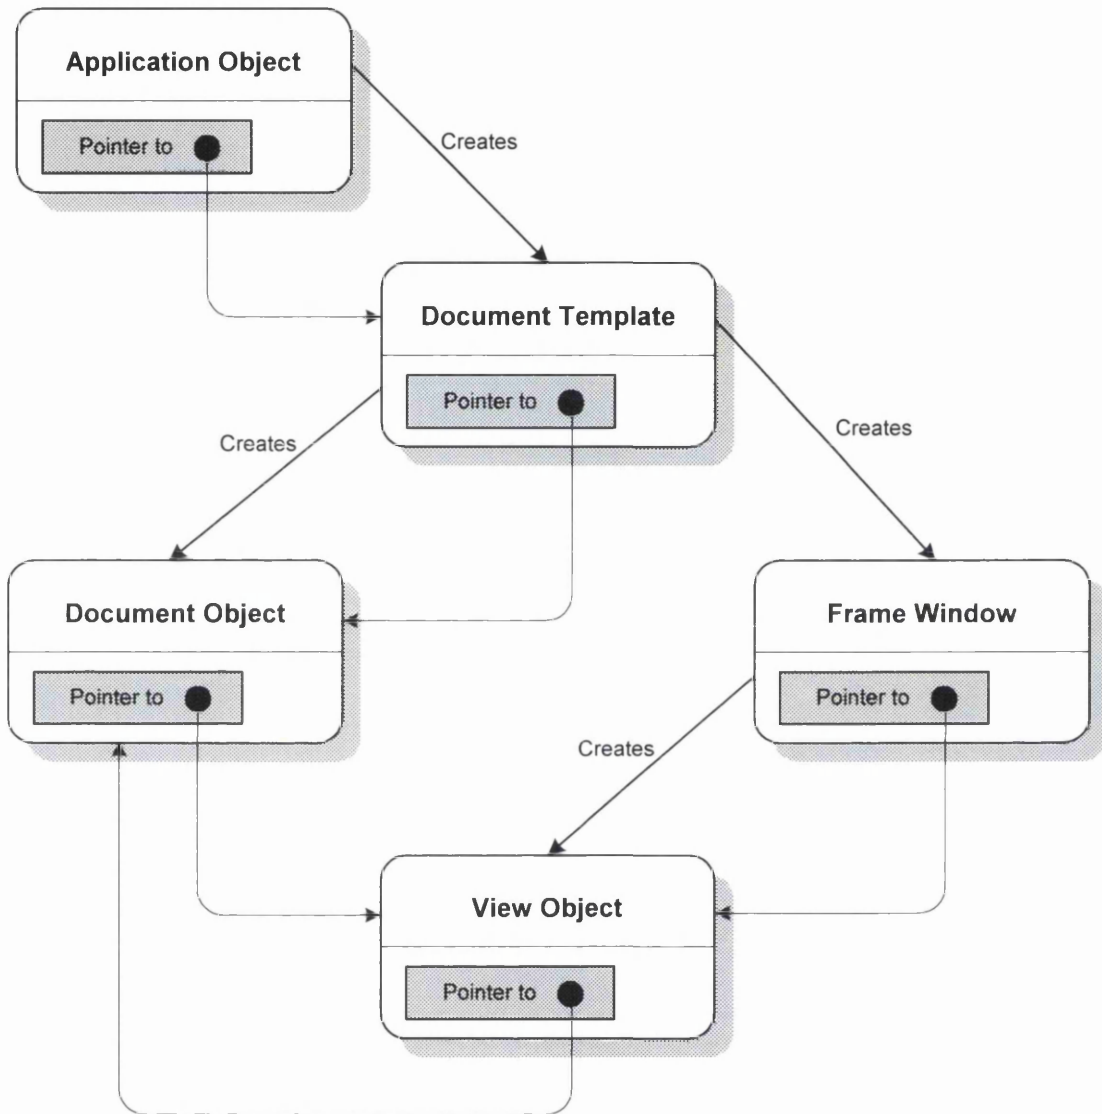 Application Object
Pointer to
Creates
Document Template
Pointer to
Creates
Creates
Document Object
Pointer to
Frame Window
Pointer to
Creates
View Object
Pointer to